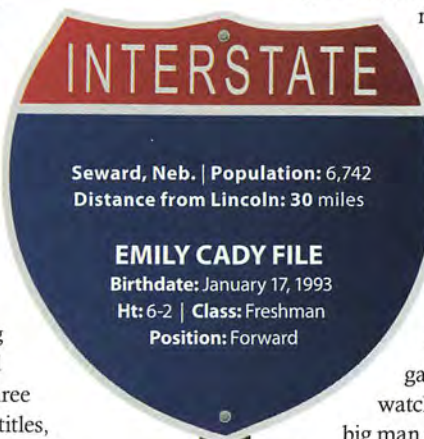 INTERSTATE
Seward, Neb. | Population: 6,742
Distance from Lincoln: 30 miles
EMILY CADY FILE
Birthdate: January 17, 1993
Ht: 6-2 | Class: Freshman
Position: Forward
titles,
watch
big man